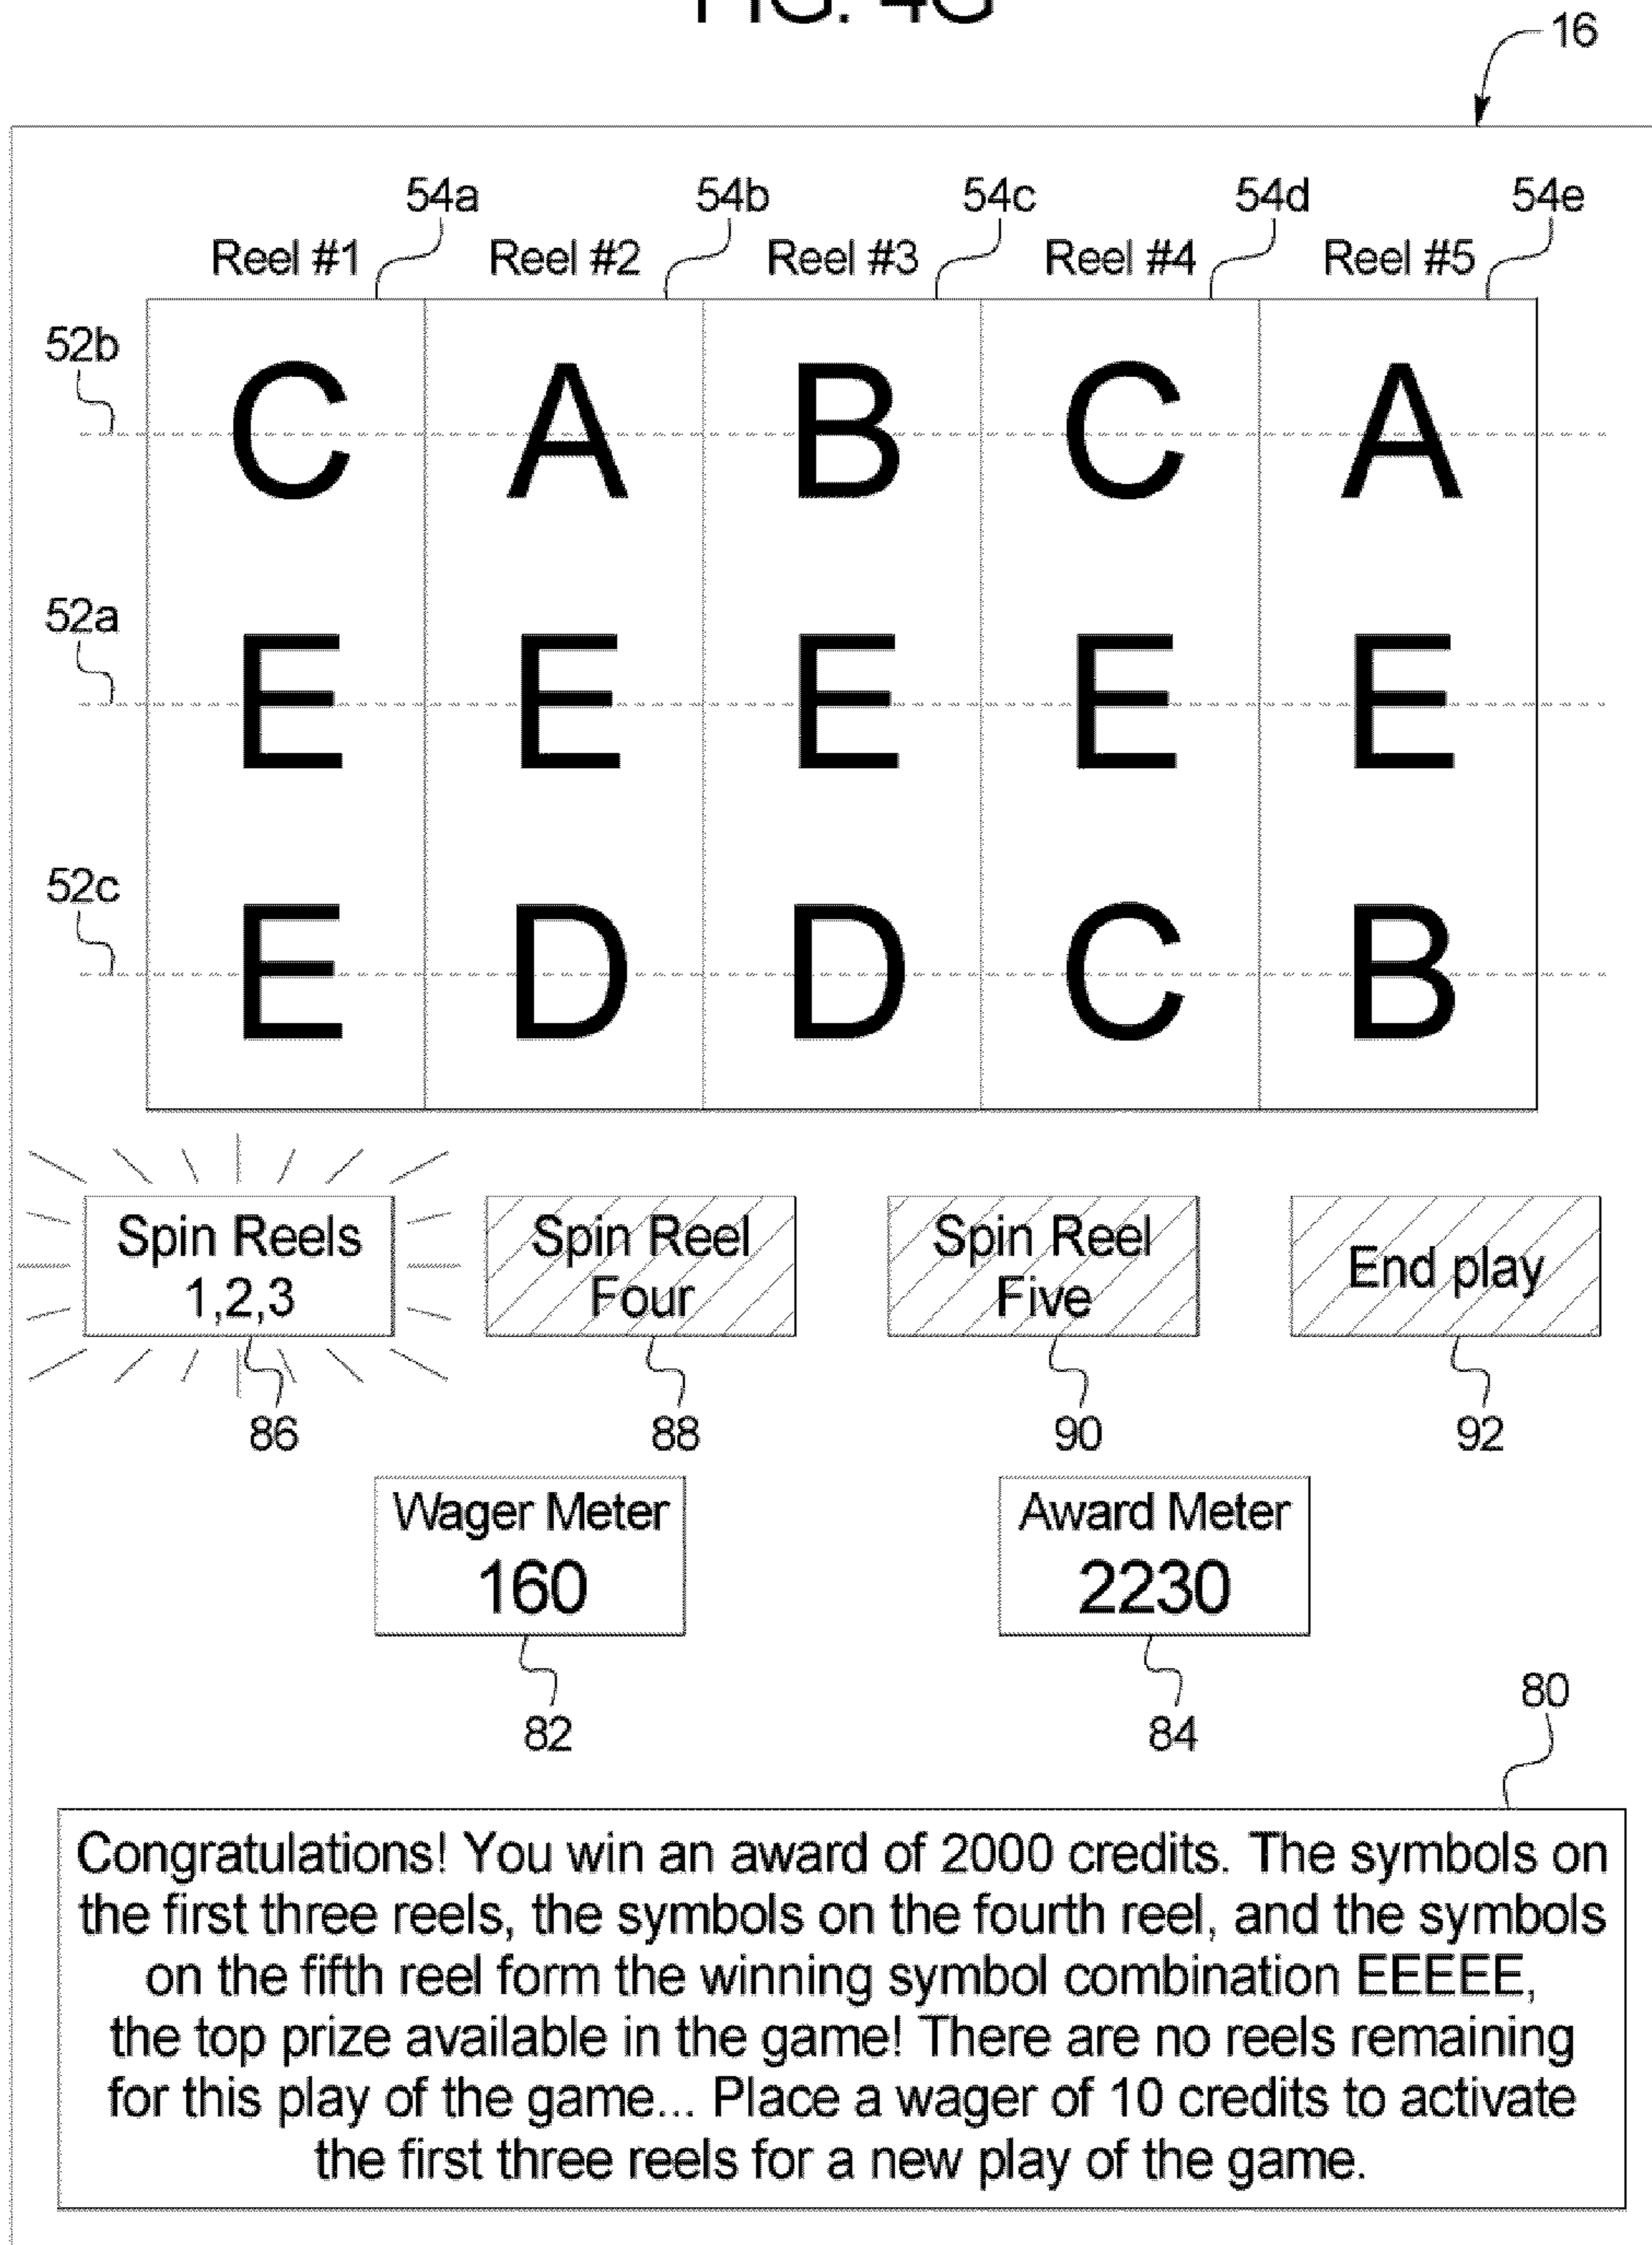 FIG. 4G
16
54a 54b 54c 54d 54e
Reel #1 Reel #2 Reel #3 Reel #4 Reel #5
52b
C A B C A
52a
E E E E E
52c
E D D C B
Spin Reels
1,2,3
Spin Reel
Four
Spin Reel
Five
End play
86 88 90 92
Wager Meter
160
Award Meter
2230
82 84
80
Congratulations! You win an award of 2000 credits. The symbols on
the first three reels, the symbols on the fourth reel, and the symbols
on the fifth reel form the winning symbol combination EEEEE,
the top prize available in the game! There are no reels remaining
for this play of the game... Place a wager of 10 credits to activate
the first three reels for a new play of the game.